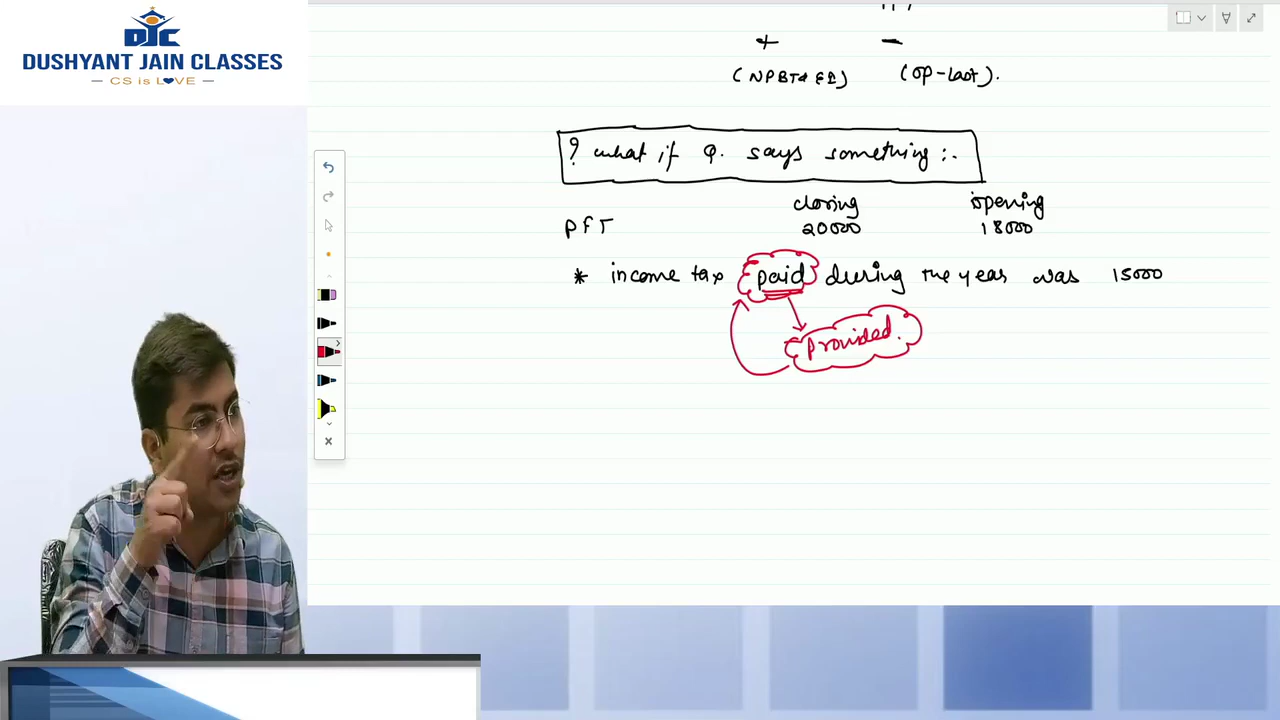 DJC
DUSHYANT JAIN CLASSES
CS is LOVE
+ -
(NPBT & EI) (op-last).
? what if Q. says something :-
closing opening
PFT 20000 18000
* income tax paid during the year was 15000
Provided.